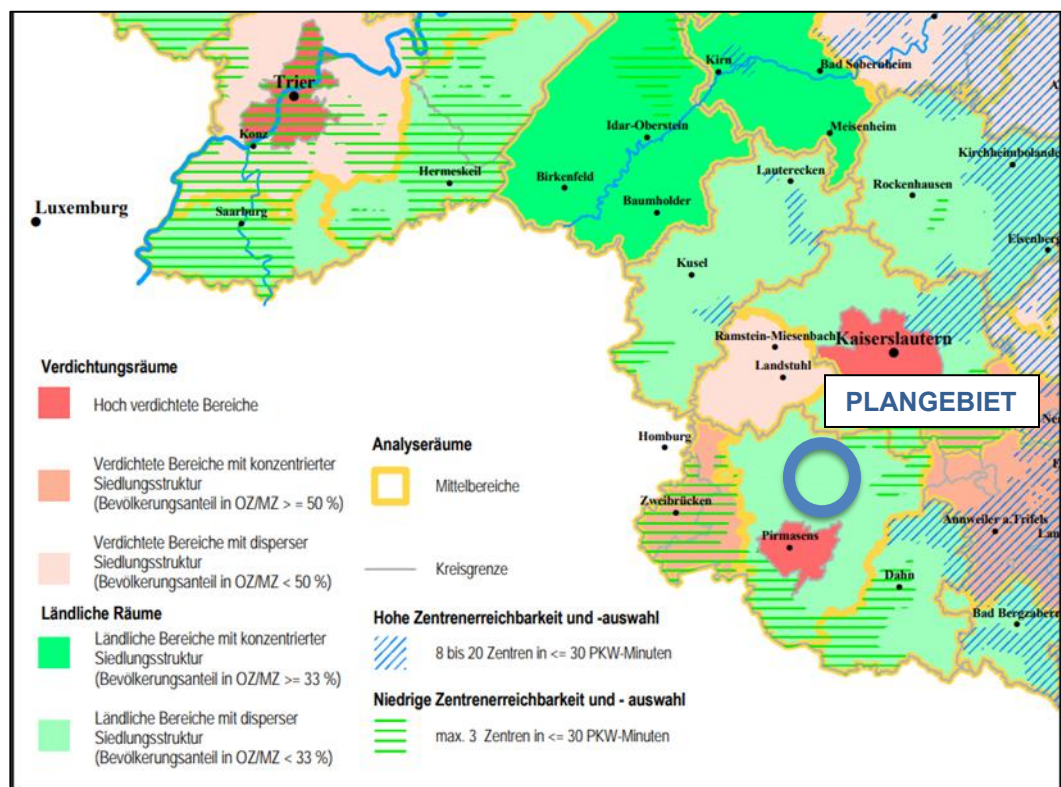 Kirn
Bad Sobernheim
Trier
Idar-Oberstein
Meisenheim
Konz
Kirchheimbolande
Hermeskeil
Lauterecken
Birkenfeld
Rockenhausen
Luxemburg
Saarburg
Baumholder
Eisenberg
Kusel
Ramstein-Miesenbach
Kaiserslautern
Landstuhl
PLANGEBIET
Homburg
Zweibrücken
Annweiler a.Trifels
Lan
Pirmasens
Dahn
Bad Bergzabern
Verdichtungsräume
Hoch verdichtete Bereiche
Verdichtete Bereiche mit konzentrierter
Siedlungsstruktur
(Bevölkerungsanteil in OZ/MZ > = 50 %)
Verdichtete Bereiche mit disperser
Siedlungsstruktur
(Bevölkerungsanteil in OZ/MZ < 50 %)
Ländliche Räume
Ländliche Bereiche mit konzentrierter
Siedlungsstruktur
(Bevölkerungsanteil in OZ/MZ >= 33 %)
Ländliche Bereiche mit disperser
Siedlungsstruktur
(Bevölkerungsanteil in OZ/MZ < 33 %)
Analyseräume
Mittelbereiche
Kreisgrenze
Hohe Zentrenerreichbarkeit und -auswahl
8 bis 20 Zentren in <= 30 PKW-Minuten
Niedrige Zentrenerreichbarkeit und - auswahl
max. 3 Zentren in <= 30 PKW-Minuten